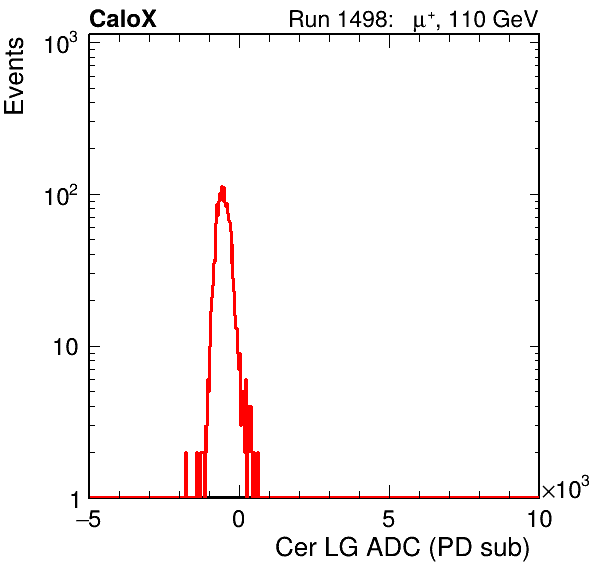 CaloX Run 1498: μ⁺, 110 GeV
Events
10³
10²
10
1
−5 0 5 10
×10³
Cer LG ADC (PD sub)